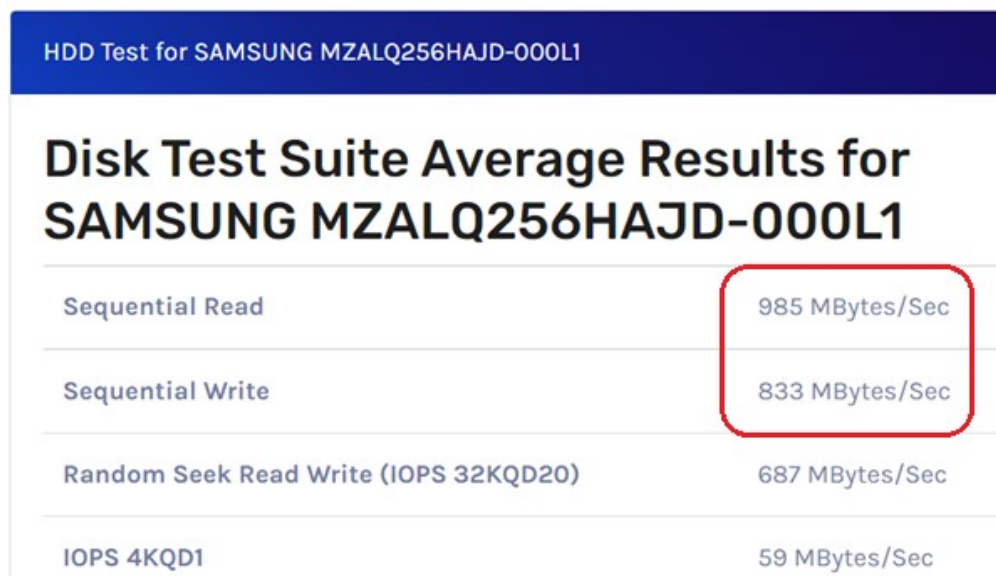 HDD Test for SAMSUNG MZALQ256HAJD-000L1
Disk Test Suite Average Results for
SAMSUNG MZALQ256HAJD-000L1
Sequential Read 985 MBytes/Sec
Sequential Write 833 MBytes/Sec
Random Seek Read Write (IOPS 32KQD20) 687 MBytes/Sec
IOPS 4KQD1 59 MBytes/Sec